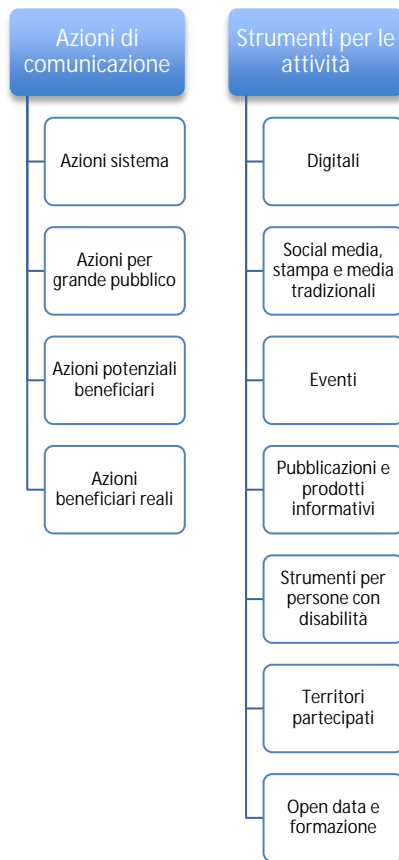 Azioni di
comunicazione
Azioni sistema
Azioni per
grande pubblico
Azioni potenziali
beneficiari
Azioni
beneficiari reali
Strumenti per le
attività
Digitali
Social media,
stampa e media
tradizionali
Eventi
Pubblicazioni e
prodotti
informativi
Strumenti per
persone con
disabilità
Territori
partecipati
Open data e
formazione